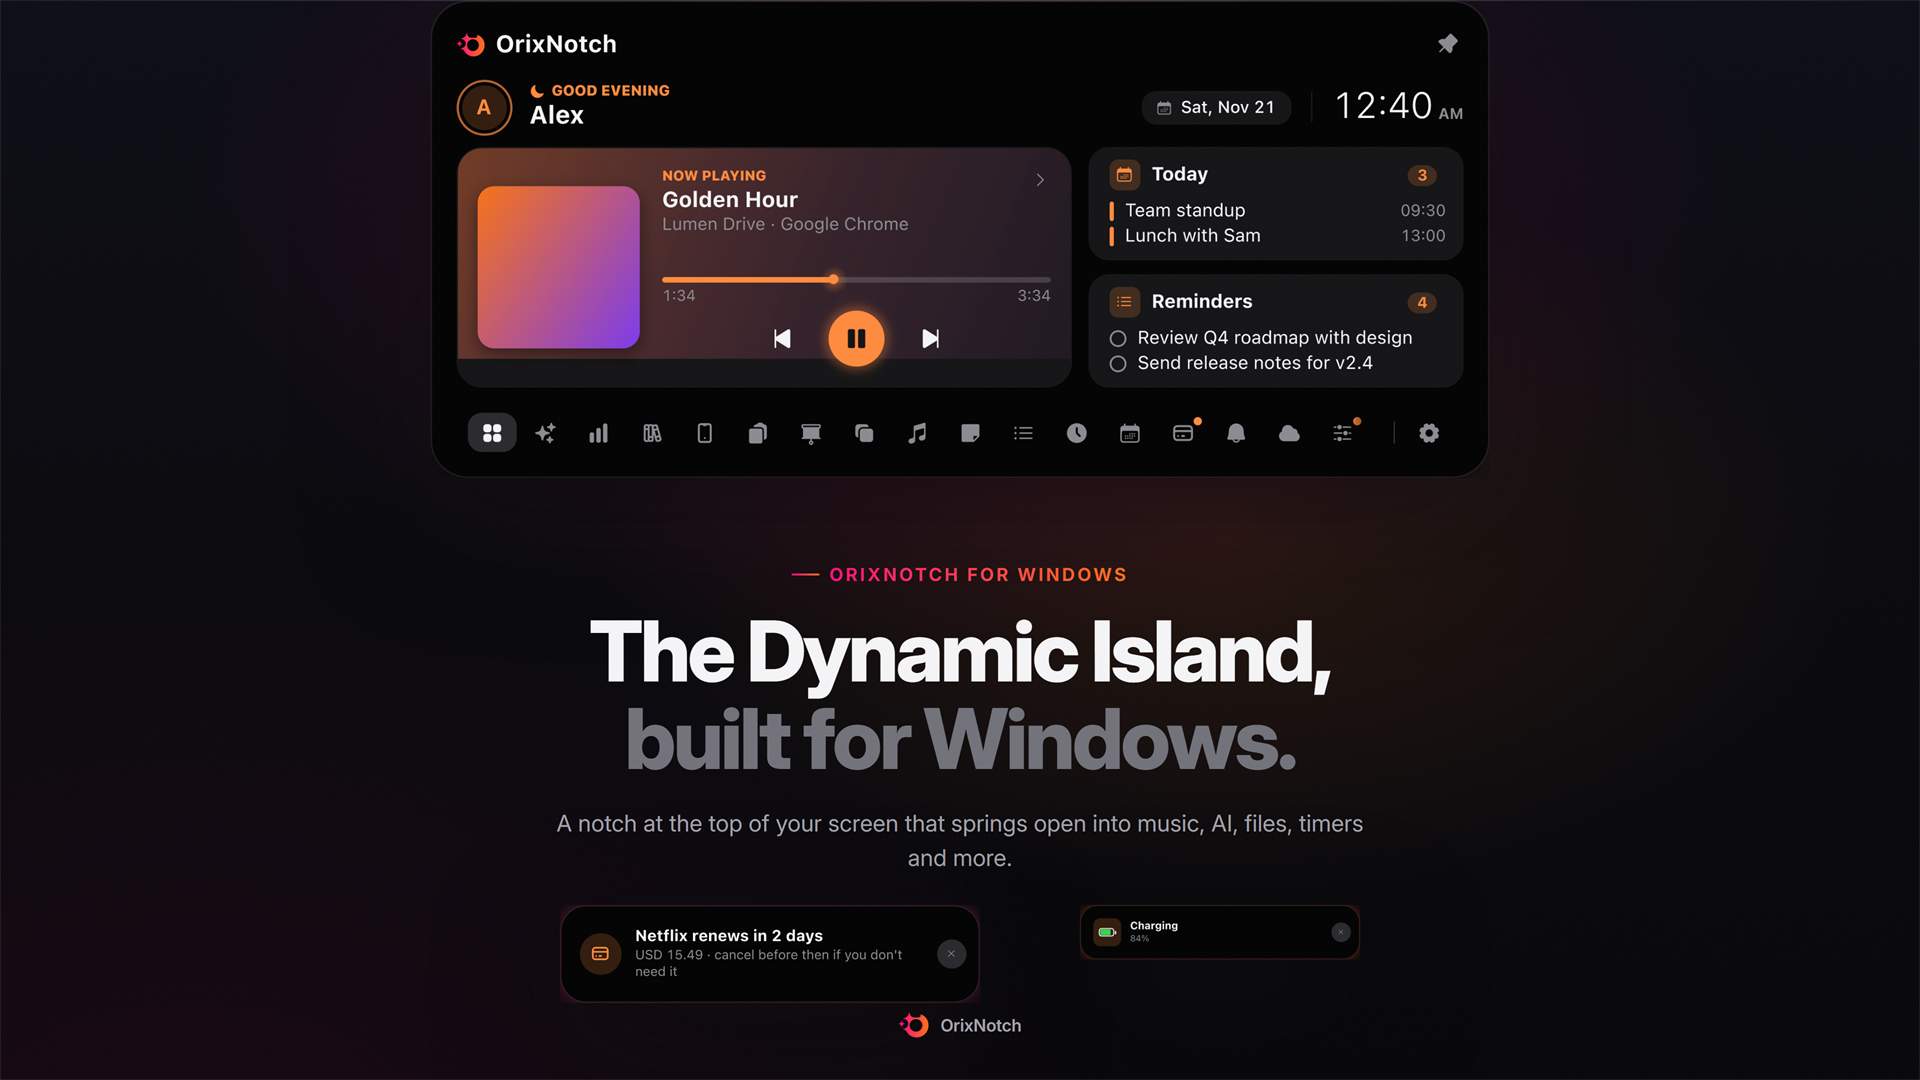 OrixNotch
A
GOOD EVENING
Alex
Sat, Nov 21
12:40 AM
NOW PLAYING
Golden Hour
Lumen Drive · Google Chrome
1:34
3:34
Today
3
Team standup
09:30
Lunch with Sam
13:00
Reminders
4
Review Q4 roadmap with design
Send release notes for v2.4
ORIXNOTCH FOR WINDOWS
The Dynamic Island,
built for Windows.
A notch at the top of your screen that springs open into music, AI, files, timers
and more.
Netflix renews in 2 days
USD 15.49 · cancel before then if you don't
need it
Charging
84%
OrixNotch